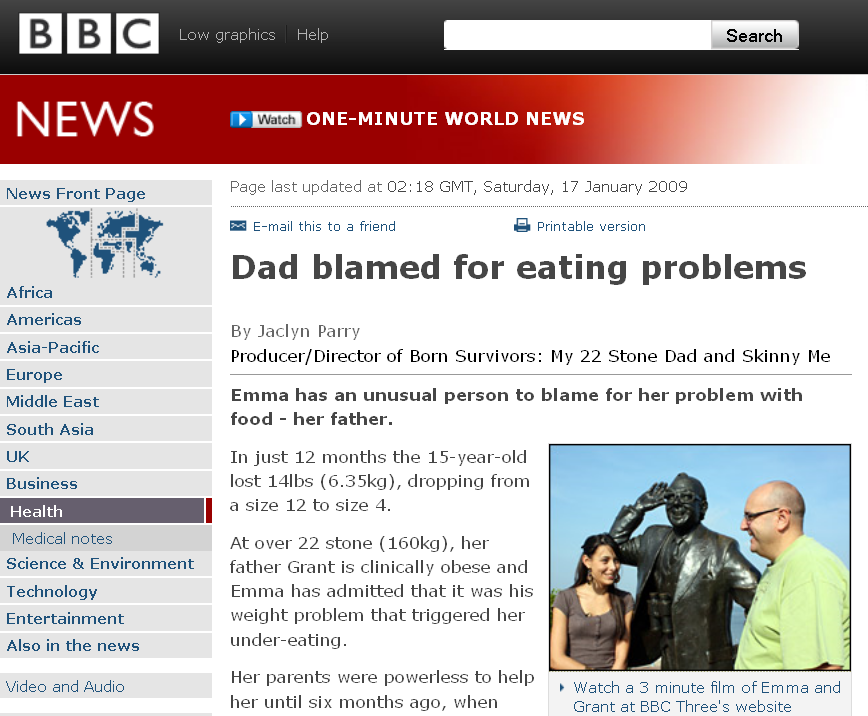 BBC
Low graphics
Help
Search
NEWS
Watch ONE-MINUTE WORLD NEWS
News Front Page
Africa
Americas
Asia-Pacific
Europe
Middle East
South Asia
UK
Business
Health
Medical notes
Science & Environment
Technology
Entertainment
Also in the news
Video and Audio
Page last updated at 02:18 GMT, Saturday, 17 January 2009
E-mail this to a friend
Printable version
Dad blamed for eating problems
By Jaclyn Parry
Producer/Director of Born Survivors: My 22 Stone Dad and Skinny Me
Emma has an unusual person to blame for her problem with
food - her father.
In just 12 months the 15-year-old
lost 14lbs (6.35kg), dropping from
a size 12 to size 4.
At over 22 stone (160kg), her
father Grant is clinically obese and
Emma has admitted that it was his
weight problem that triggered her
under-eating.
Her parents were powerless to help
her until six months ago, when
Watch a 3 minute film of Emma and
Grant at BBC Three's website